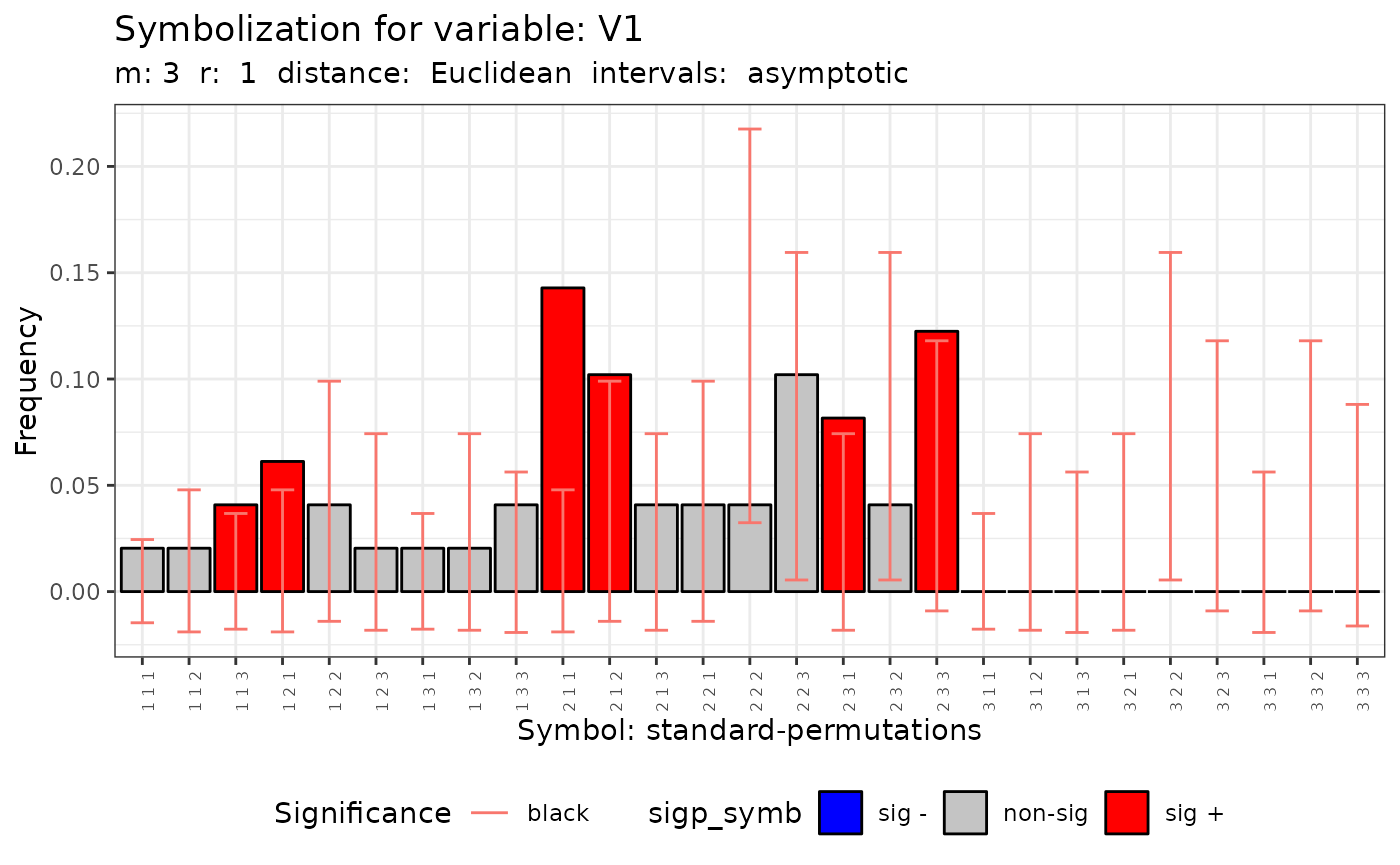 Symbolization for variable: V1
m: 3 r: 1 distance: Euclidean intervals: asymptotic
Frequency
0.20
0.15
0.10
0.05
0.00
1 1 1
1 1 2
1 1 3
1 2 1
1 2 2
1 2 3
1 3 1
1 3 2
1 3 3
2 1 1
2 1 2
2 1 3
2 2 1
2 2 2
2 2 3
2 3 1
2 3 2
2 3 3
3 1 1
3 1 2
3 1 3
3 2 1
3 2 2
3 2 3
3 3 1
3 3 2
3 3 3
Symbol: standard-permutations
Significance black sigp_symb sig - non-sig sig +